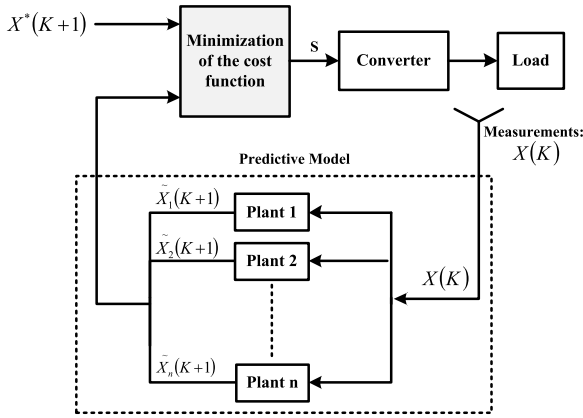 X*(K+1)
Minimization
of the cost
function
S
Converter
Load
Measurements:
X(K)
Predictive Model
X̃₁(K+1)
Plant 1
X̃₂(K+1)
Plant 2
X(K)
X̃ₙ(K+1)
Plant n